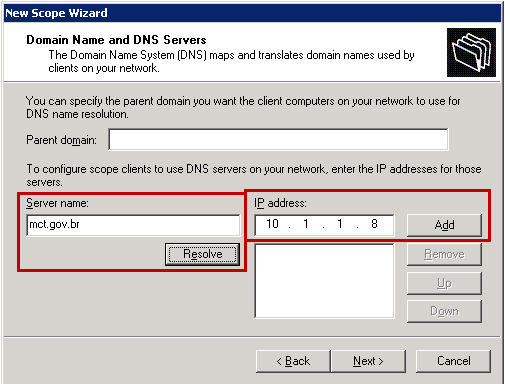 New Scope Wizard
Domain Name and DNS Servers
The Domain Name System (DNS) maps and translates domain names used by
clients on your network.
You can specify the parent domain you want the client computers on your network to use for
DNS name resolution.
Parent domain:
To configure scope clients to use DNS servers on your network, enter the IP addresses for those
servers.
Server name: IP address:
mct.gov.br 10 . 1 . 1 . 8 Add
Resolve Remove
Up
Down
< Back Next > Cancel